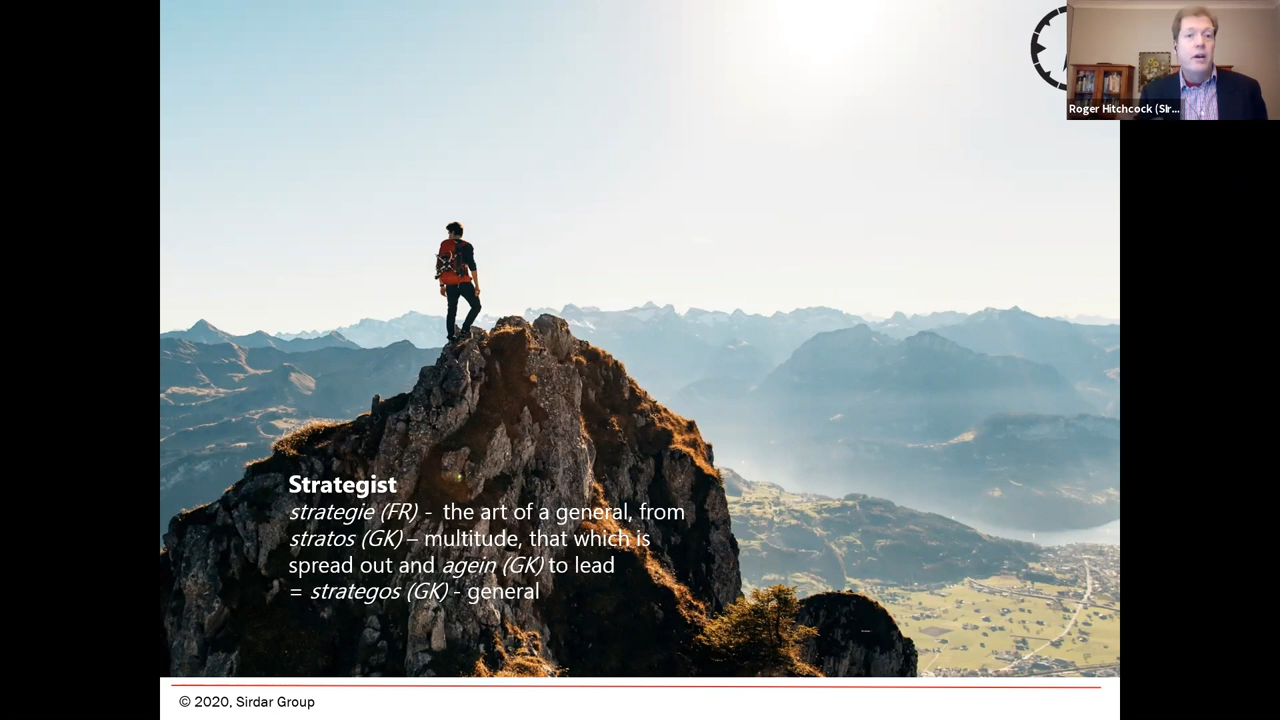 Roger Hitchcock (SIr...
Strategist
strategie (FR) - the art of a general, from
stratos (GK) – multitude, that which is
spread out and agein (GK) to lead
= strategos (GK) - general
© 2020, Sirdar Group